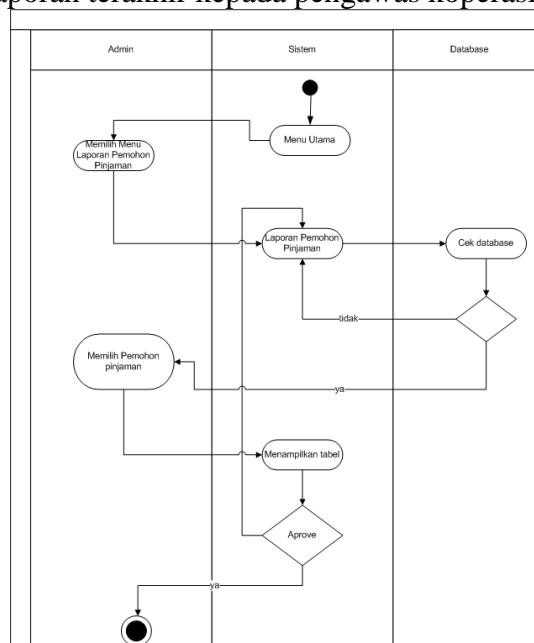 laporan terakhir kepada pengawas koperasi
Admin
Sistem
Database
Menu Utama
Memilih Menu
Laporan Pemohon
Pinjaman
Laporan Pemohon
Pinjaman
Cek database
tidak
Memilih Pemohon
pinjaman
ya
Menampilkan tabel
Aprove
ya